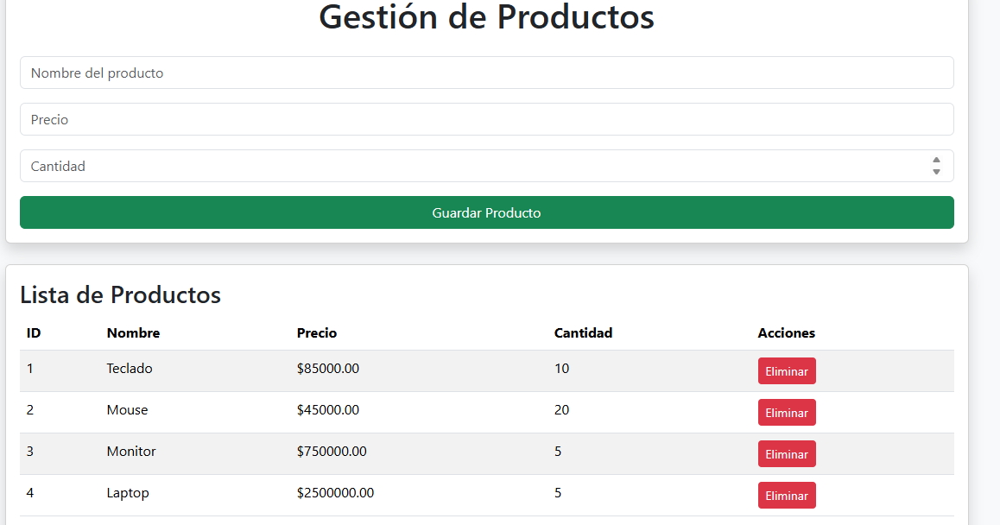 Gestión de Productos
Nombre del producto
Precio
Cantidad
Guardar Producto
Lista de Productos
ID Nombre Precio Cantidad Acciones
1 Teclado $85000.00 10 Eliminar
2 Mouse $45000.00 20 Eliminar
3 Monitor $750000.00 5 Eliminar
4 Laptop $2500000.00 5 Eliminar